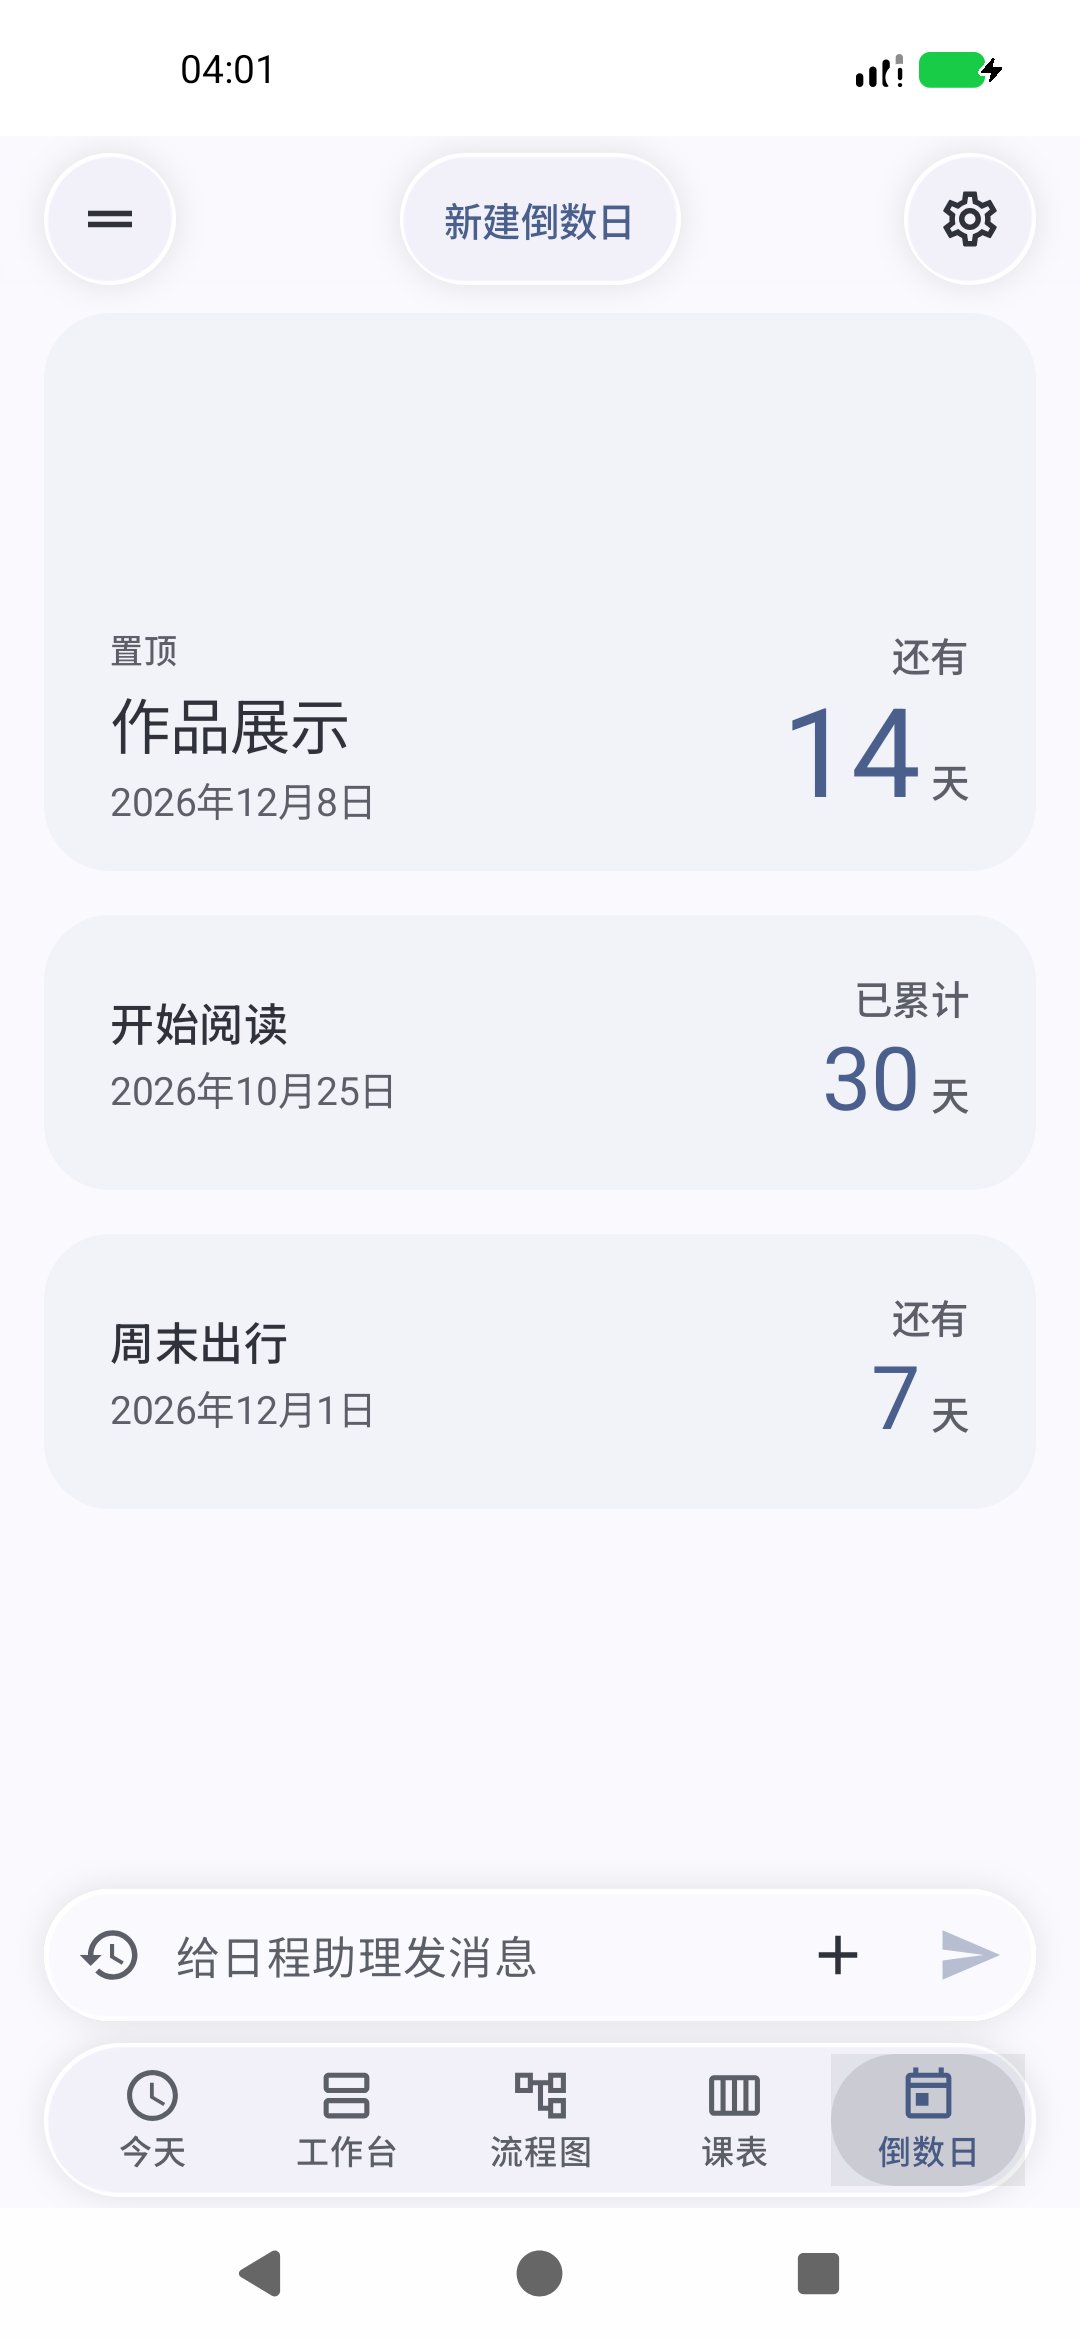 04:01
新建倒数日
置顶
作品展示
2026年12月8日
还有
14 天
开始阅读
2026年10月25日
已累计
30 天
周末出行
2026年12月1日
还有
7 天
给日程助理发消息
今天
工作台
流程图
课表
倒数日